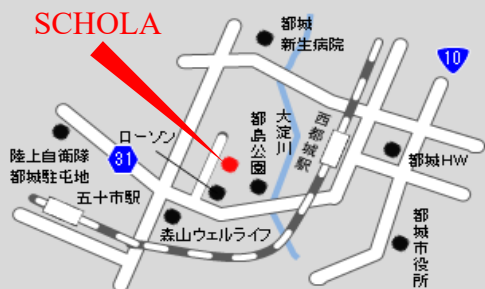 SCHOLA
都城
新生病院
10
大淀川
西都城駅
都島公園
ローソン
陸上自衛隊
都城駐屯地
31
都城HW
五十市駅
森山ウェルライフ
都城市役所